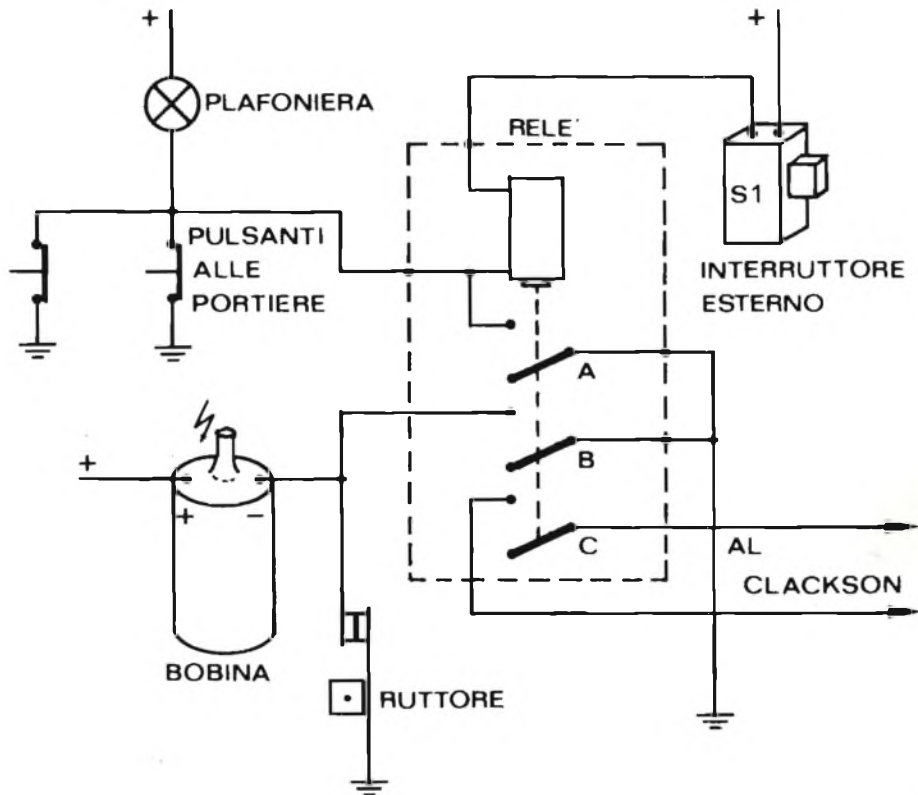 +
+
PLAFONIERA
RELE'
S1
PULSANTI
ALLE
PORTIERE
INTERRUTTORE
ESTERNO
A
B
+
+ −
C
AL
CLACKSON
BOBINA
RUTTORE